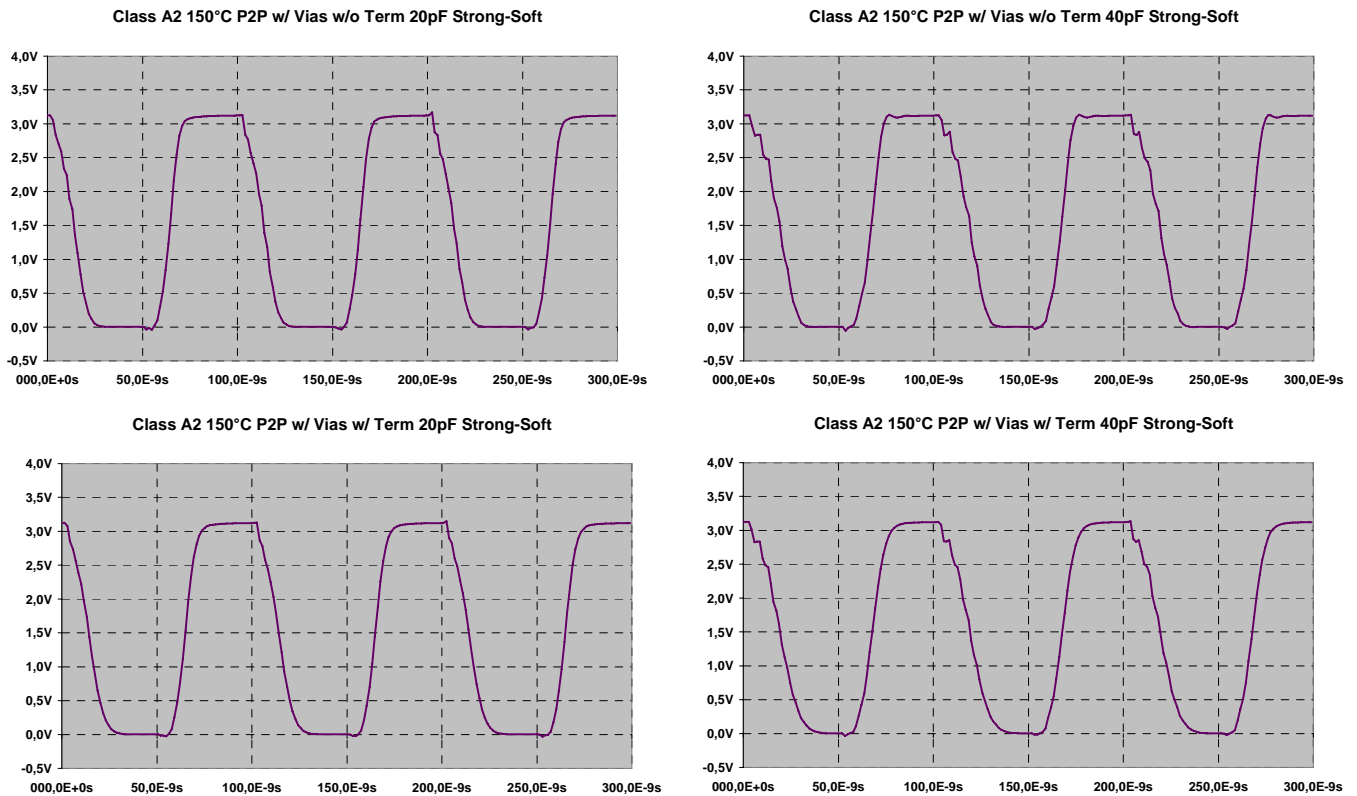 Class A2 150°C P2P w/ Vias w/o Term 20pF Strong-Soft
4,0V
3,5V
3,0V
2,5V
2,0V
1,5V
1,0V
0,5V
0,0V
-0,5V
000,0E+0s 50,0E-9s 100,0E-9s 150,0E-9s 200,0E-9s 250,0E-9s 300,0E-9s
Class A2 150°C P2P w/ Vias w/o Term 40pF Strong-Soft
4,0V
3,5V
3,0V
2,5V
2,0V
1,5V
1,0V
0,5V
0,0V
-0,5V
000,0E+0s 50,0E-9s 100,0E-9s 150,0E-9s 200,0E-9s 250,0E-9s 300,0E-9s
Class A2 150°C P2P w/ Vias w/ Term 20pF Strong-Soft
4,0V
3,5V
3,0V
2,5V
2,0V
1,5V
1,0V
0,5V
0,0V
-0,5V
000,0E+0s 50,0E-9s 100,0E-9s 150,0E-9s 200,0E-9s 250,0E-9s 300,0E-9s
Class A2 150°C P2P w/ Vias w/ Term 40pF Strong-Soft
4,0V
3,5V
3,0V
2,5V
2,0V
1,5V
1,0V
0,5V
0,0V
-0,5V
000,0E+0s 50,0E-9s 100,0E-9s 150,0E-9s 200,0E-9s 250,0E-9s 300,0E-9s